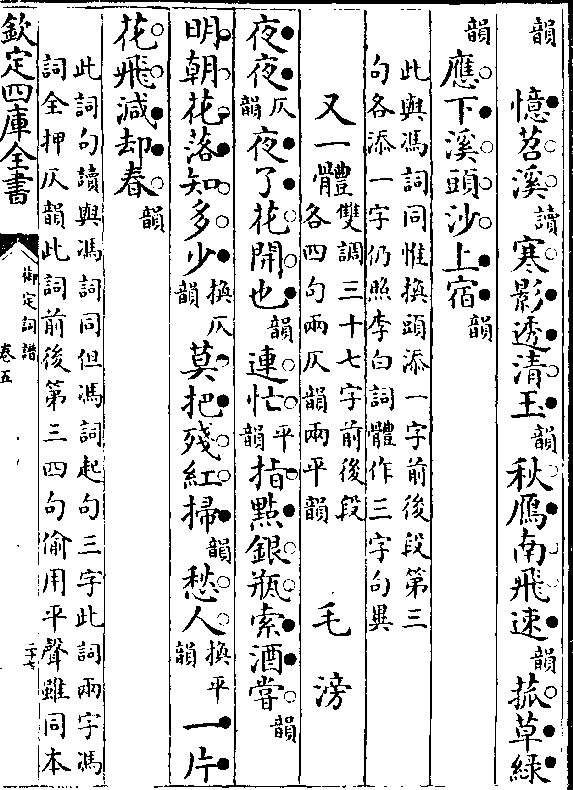 韻　憶苕溪讀寒影透清玉韻秋鴈南飛速韻菰草緑
韻應下溪頭沙上宿韻
此與馮詞同惟換頭添一字前後段第三
句各添一字仍照李白詞體作三字句異
又一體雙調三十七字前後段
各四句兩仄韻兩平韻　毛滂
夜夜仄韻夜了花開也韻連忙平韻指點銀瓶索酒嘗韻
明朝花落知多少換仄韻莫把殘紅掃韻愁人換平韻一片
花飛減却春韻
此詞句讀與馮詞同但馮詞起句三字此詞兩字馮
詞全押仄韻此詞前後第三四句偷用平聲雖同本
欽定四庫全書
御定詞譜
卷五
二十七